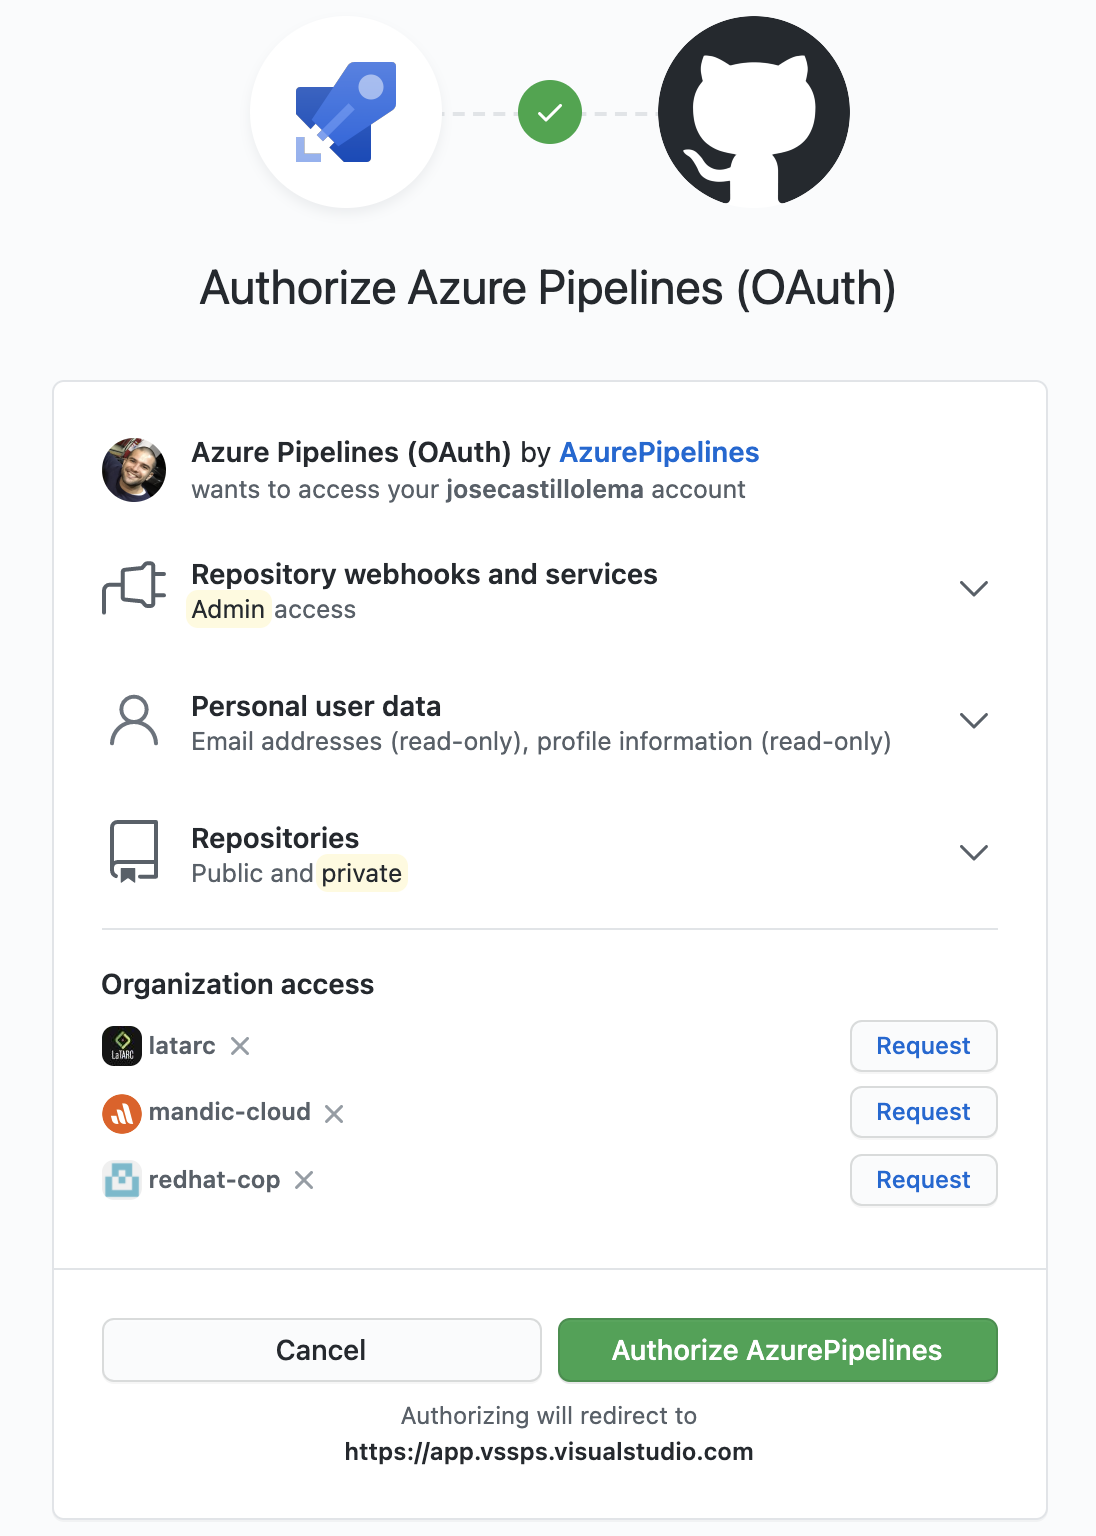 Authorize Azure Pipelines (OAuth)
Azure Pipelines (OAuth) by AzurePipelines
wants to access your josecastillolema account
Repository webhooks and services
Admin access
Personal user data
Email addresses (read-only), profile information (read-only)
Repositories
Public and private
Organization access
LaTARC
latarc
Request
mandic-cloud
Request
redhat-cop
Request
Cancel
Authorize AzurePipelines
Authorizing will redirect to
https://app.vssps.visualstudio.com